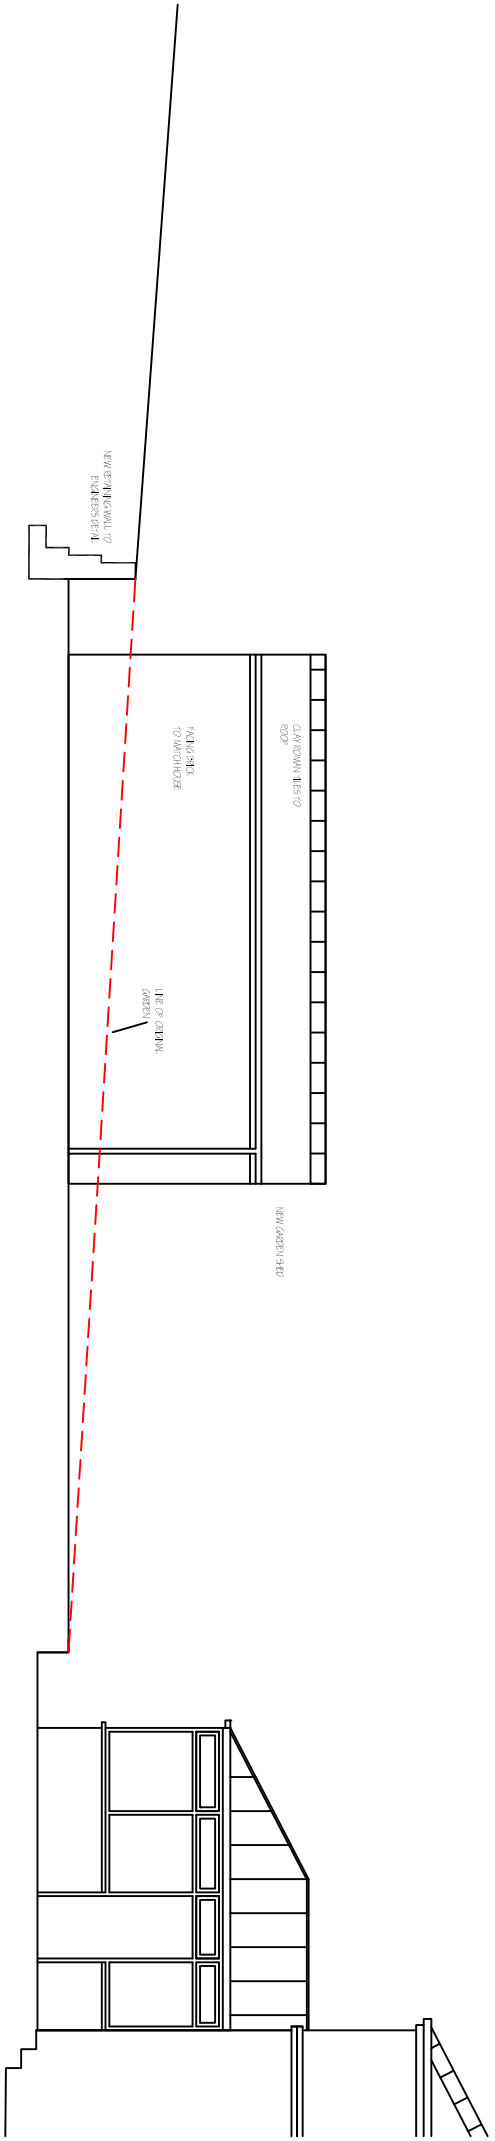 NEW RETAINING WALL TO
ENGINEERS DETAIL
CLAY ROMAN TILES TO
ROOF
FACING BRICK
TO MATCH HOUSE
LINE OF ORIGINAL
GARDEN
NEW GARDEN SHED